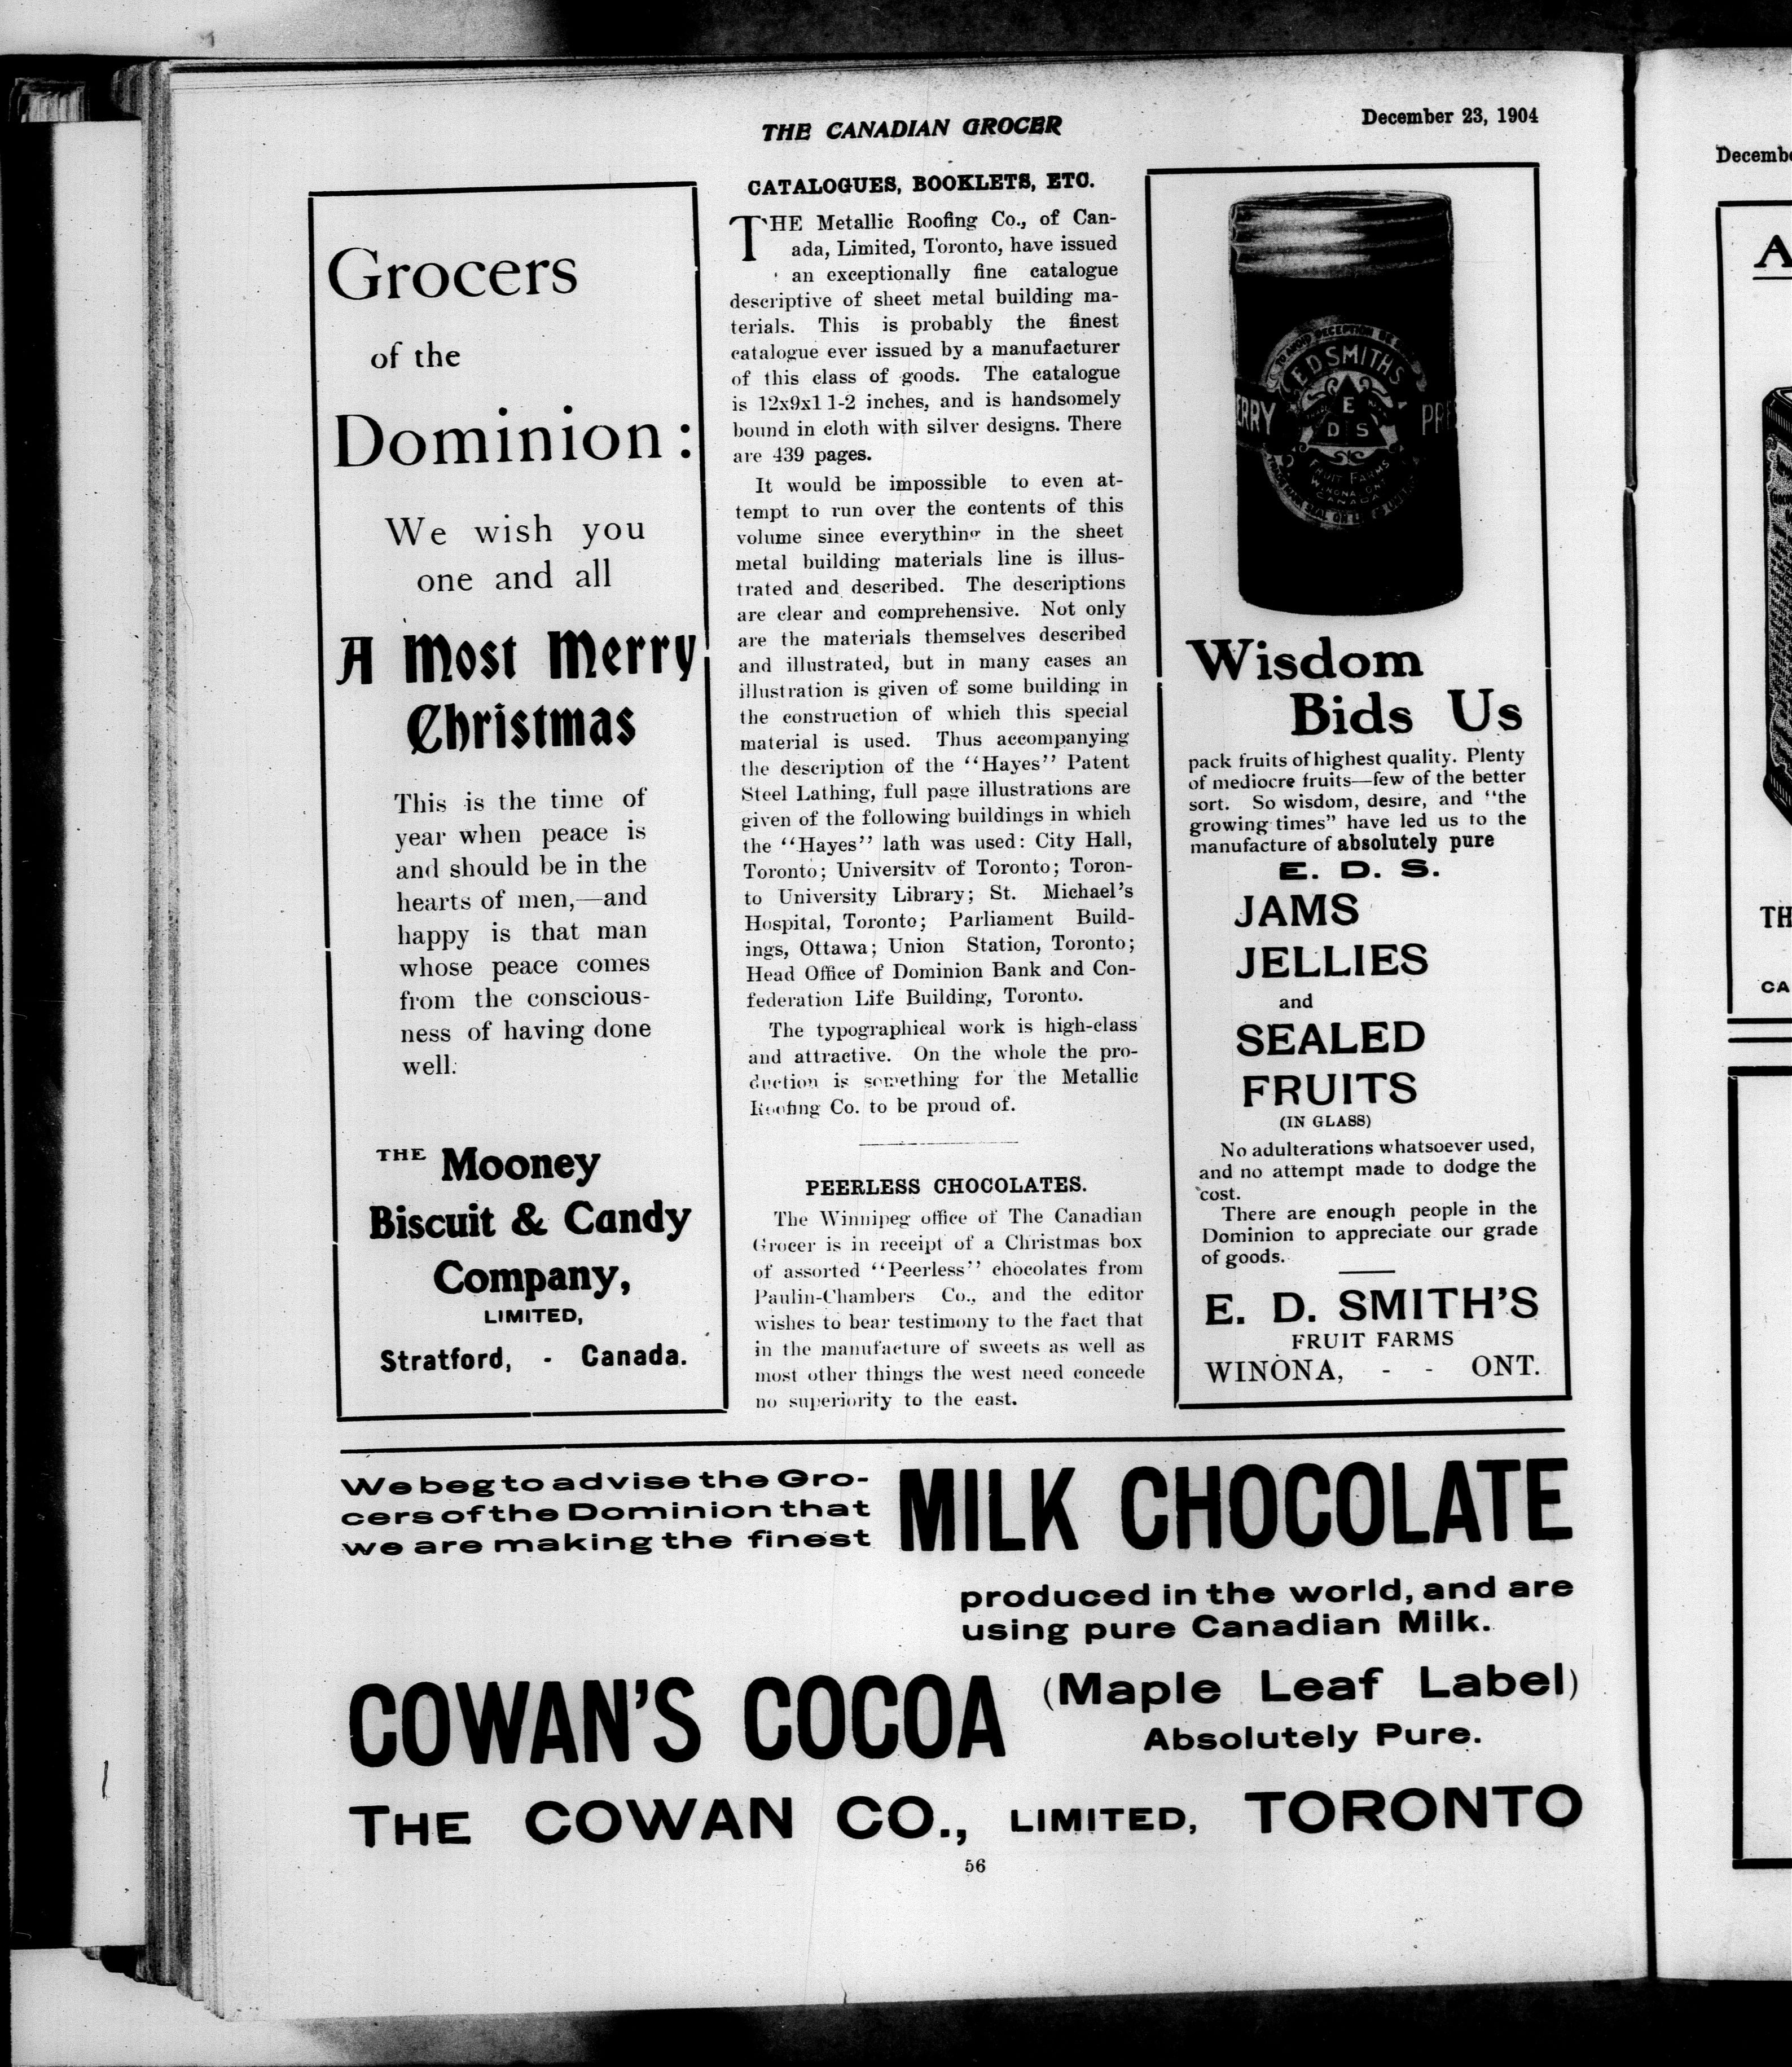 THE CANADIAN GROCER
December 23, 1904
Grocers
of the
Dominion:
We wish you
one and all
A Most Merry
Christmas
This is the time of
year when peace is
and should be in the
hearts of men,—and
happy is that man
whose peace comes
from the conscious-
ness of having done
well.
THE Mooney
Biscuit & Candy
Company,
LIMITED,
Stratford, - Canada.
CATALOGUES, BOOKLETS, ETC.
THE Metallic Roofing Co., of Can-
ada, Limited, Toronto, have issued
an exceptionally fine catalogue
descriptive of sheet metal building ma-
terials. This is probably the finest
catalogue ever issued by a manufacturer
of this class of goods. The catalogue
is 12x9x1 1-2 inches, and is handsomely
bound in cloth with silver designs. There
are 439 pages.
It would be impossible to even at-
tempt to run over the contents of this
volume since everything in the sheet
metal building materials line is illus-
trated and described. The descriptions
are clear and comprehensive. Not only
are the materials themselves described
and illustrated, but in many cases an
illustration is given of some building in
the construction of which this special
material is used. Thus accompanying
the description of the "Hayes" Patent
Steel Lathing, full page illustrations are
given of the following buildings in which
the "Hayes" lath was used: City Hall,
Toronto; University of Toronto; Toron-
to University Library; St. Michael's
Hospital, Toronto; Parliament Build-
ings, Ottawa; Union Station, Toronto;
Head Office of Dominion Bank and Con-
federation Life Building, Toronto.
The typographical work is high-class
and attractive. On the whole the pro-
duction is something for the Metallic
Roofing Co. to be proud of.
PEERLESS CHOCOLATES.
The Winnipeg office of The Canadian
Grocer is in receipt of a Christmas box
of assorted "Peerless" chocolates from
Paulin-Chambers Co., and the editor
wishes to bear testimony to the fact that
in the manufacture of sweets as well as
most other things the west need concede
no superiority to the east.
E D SMITH'S
E
D S
ERRY
PRE
FRUIT FARMS
WINONA ONT
CANADA
Wisdom
Bids Us
pack fruits of highest quality. Plenty
of mediocre fruits—few of the better
sort. So wisdom, desire, and "the
growing times" have led us to the
manufacture of absolutely pure
E. D. S.
JAMS
JELLIES
and
SEALED
FRUITS
(IN GLASS)
No adulterations whatsoever used,
and no attempt made to dodge the
cost.
There are enough people in the
Dominion to appreciate our grade
of goods.
E. D. SMITH'S
FRUIT FARMS
WINONA, - - ONT.
We beg to advise the Gro-
cers of the Dominion that
we are making the finest
MILK CHOCOLATE
produced in the world, and are
using pure Canadian Milk.
COWAN'S COCOA (Maple Leaf Label)
Absolutely Pure.
THE COWAN CO., LIMITED, TORONTO
56
Decemb
A
TH
CA